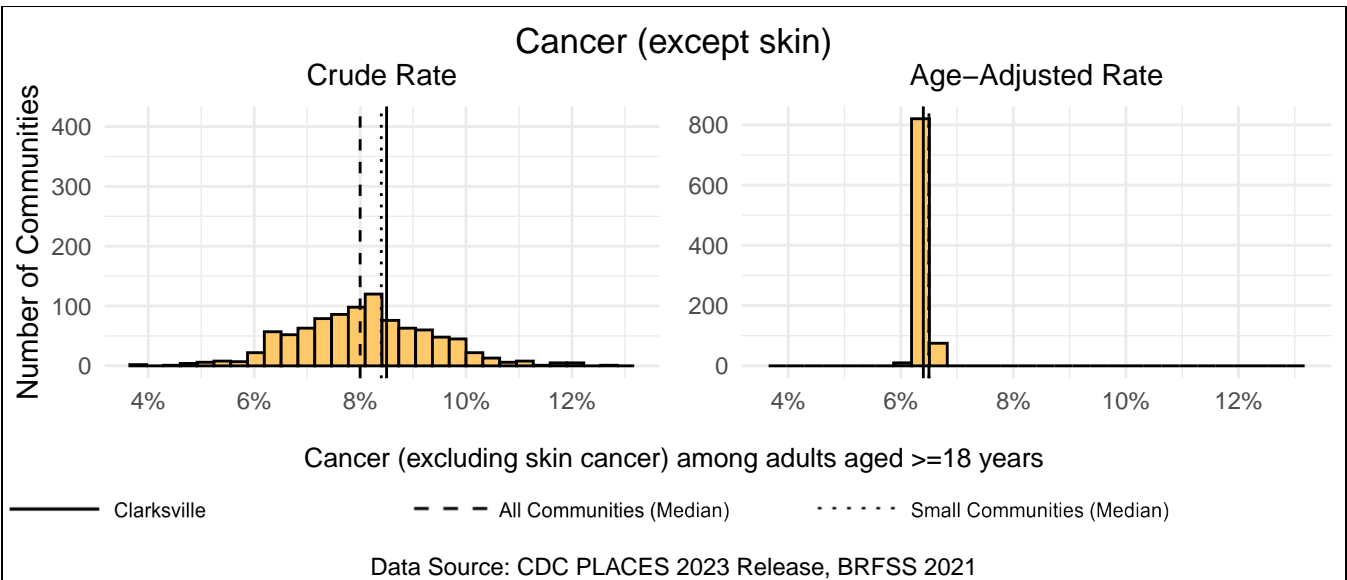 Cancer (except skin)
Crude Rate
Age−Adjusted Rate
Number of Communities
400
300
200
100
0
4%
6%
8%
10%
12%
800
600
400
200
0
4%
6%
8%
10%
12%
Cancer (excluding skin cancer) among adults aged >=18 years
Clarksville
All Communities (Median)
Small Communities (Median)
Data Source: CDC PLACES 2023 Release, BRFSS 2021